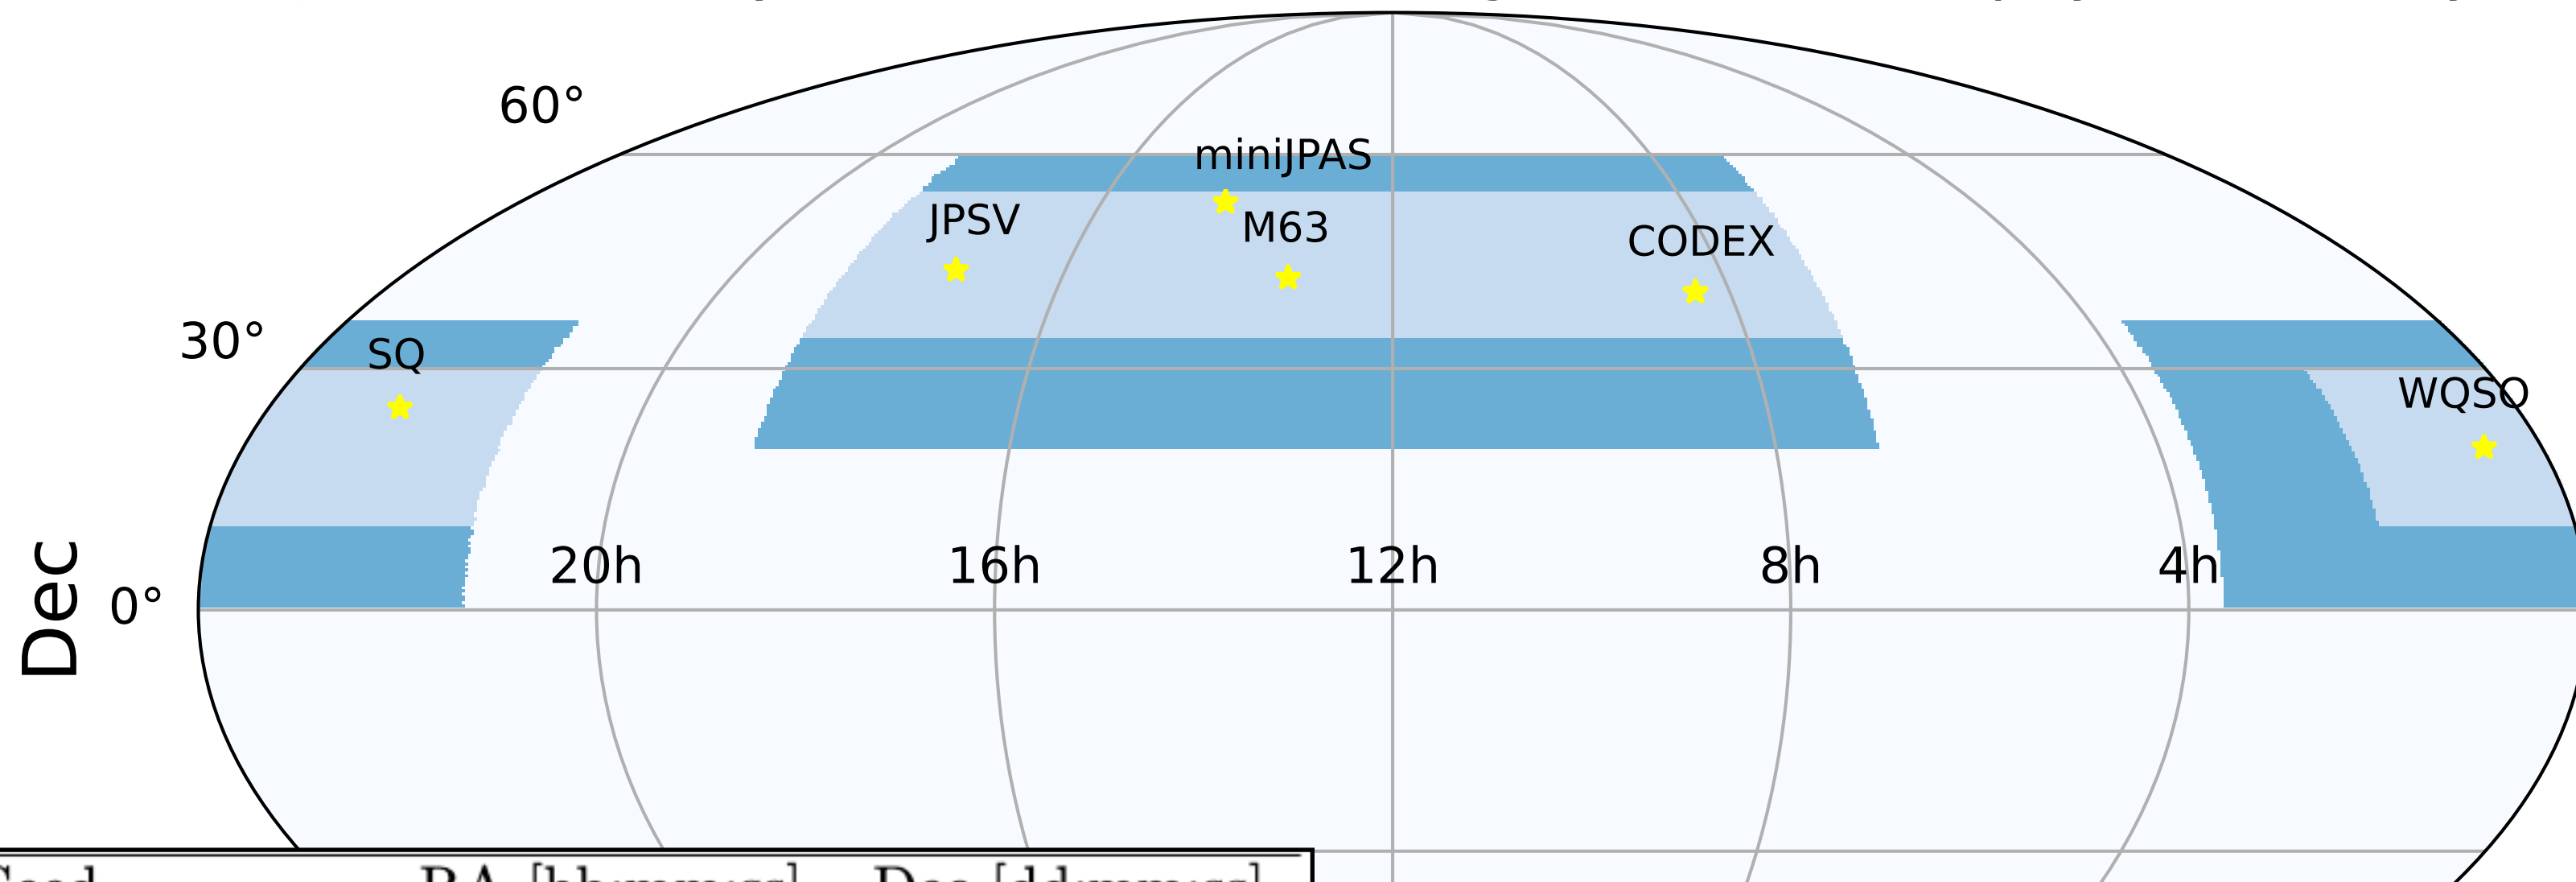 60°
miniJPAS
JPSV
M63
CODEX
30°
SQ
WQSO
20h
16h
12h
8h
4h
0°
Dec